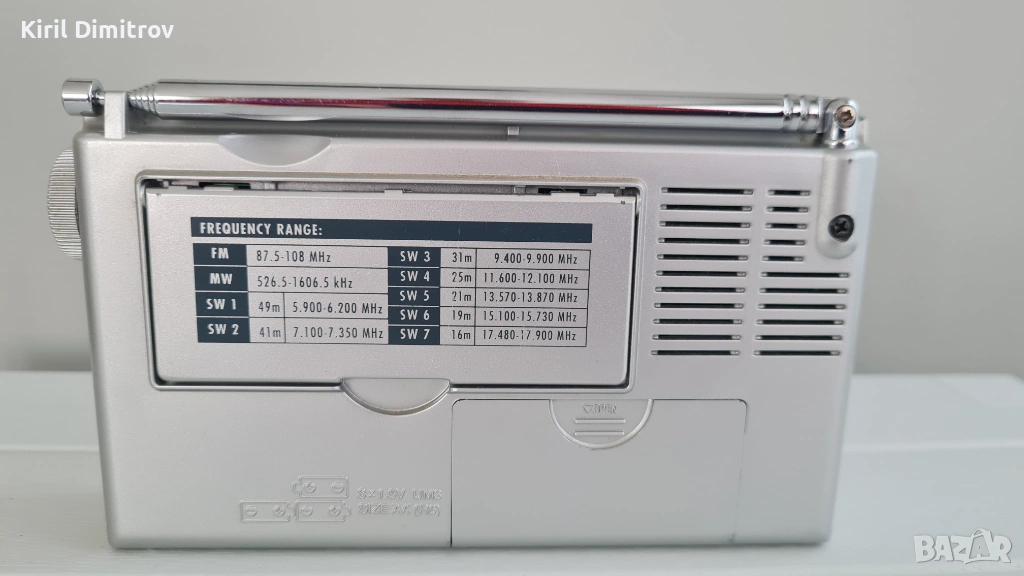 Kiril Dimitrov
FREQUENCY RANGE:
FM 87.5-108 MHz
MW 526.5-1606.5 kHz
SW 1 49m 5.900-6.200 MHz
SW 2 41m 7.100-7.350 MHz
SW 3 31m 9.400-9.900 MHz
SW 4 25m 11.600-12.100 MHz
SW 5 21m 13.570-13.870 MHz
SW 6 19m 15.100-15.730 MHz
SW 7 16m 17.480-17.900 MHz
OPEN
SIZE AA
BAZAR